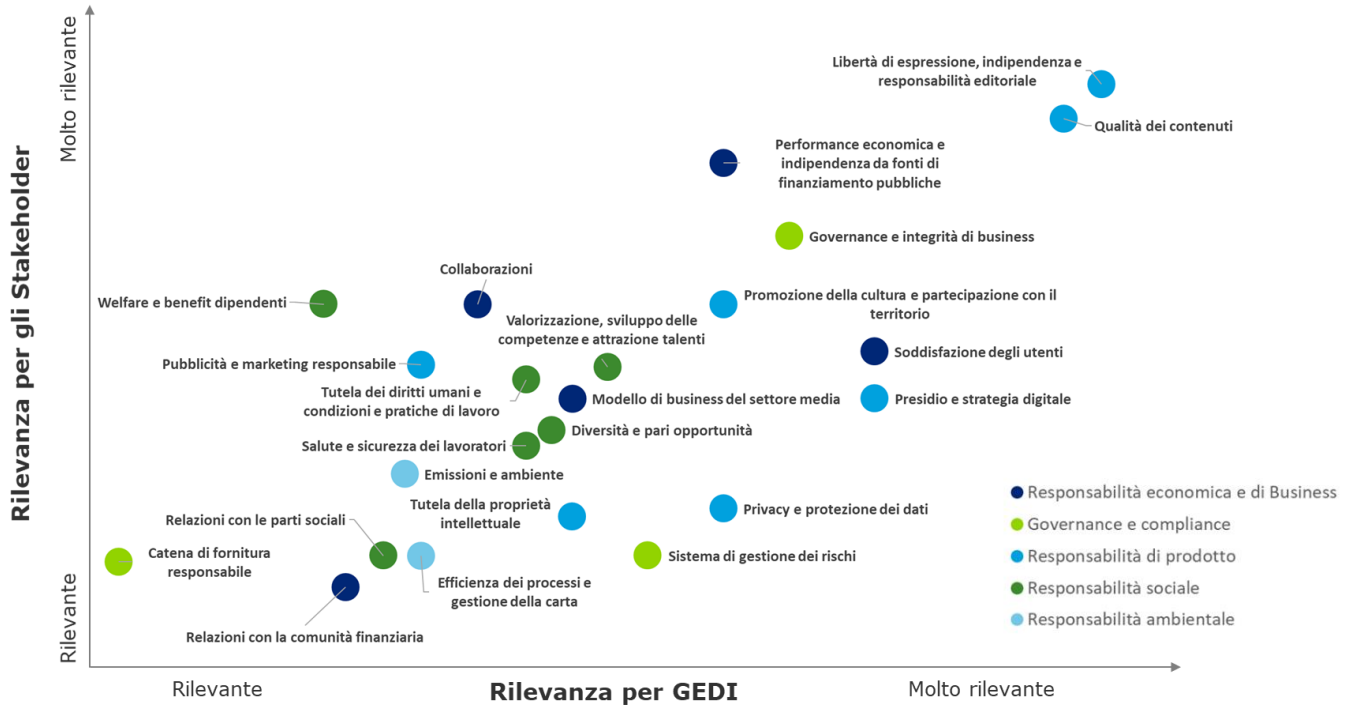 Molto rilevante
Rilevanza per gli Stakeholder
Rilevante
Libertà di espressione, indipendenza e
responsabilità editoriale
Qualità dei contenuti
Performance economica e
indipendenza da fonti di
finanziamento pubbliche
Governance e integrità di business
Collaborazioni
Welfare e benefit dipendenti
Promozione della cultura e partecipazione con il
territorio
Valorizzazione, sviluppo delle
competenze e attrazione talenti
Soddisfazione degli utenti
Pubblicità e marketing responsabile
Tutela dei diritti umani e
condizioni e pratiche di lavoro
Modello di business del settore media
Presidio e strategia digitale
Diversità e pari opportunità
Salute e sicurezza dei lavoratori
Emissioni e ambiente
Tutela della proprietà
intellettuale
Privacy e protezione dei dati
Relazioni con le parti sociali
Catena di fornitura
responsabile
Sistema di gestione dei rischi
Efficienza dei processi e
gestione della carta
Relazioni con la comunità finanziaria
Responsabilità economica e di Business
Governance e compliance
Responsabilità di prodotto
Responsabilità sociale
Responsabilità ambientale
Rilevante
Rilevanza per GEDI
Molto rilevante